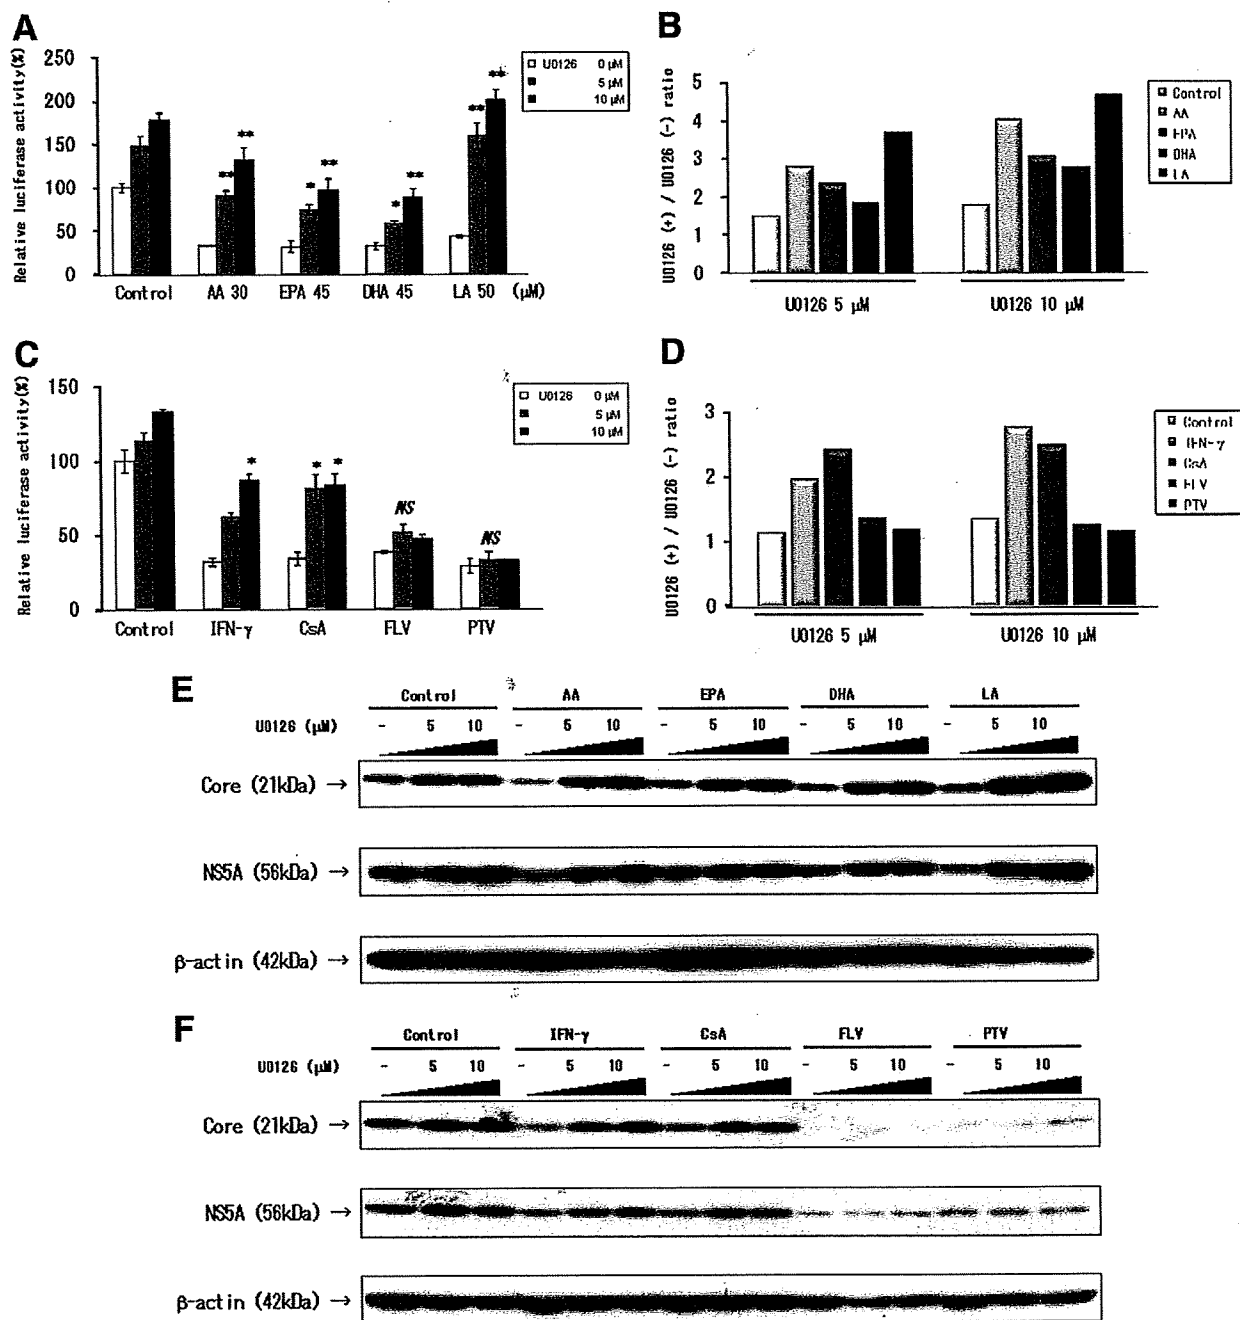 A
Relative luciferase activity(%)
250
200
150
100
50
0
U0126 0 μM
5 μM
10 μM
** ** * ** * ** ** **
Control AA 30 EPA 45 DHA 45 LA 50 (μM)
B
U0126 (+) / U0126 (-) ratio
5
4
3
2
1
0
Control
AA
EPA
DHA
LA
U0126 5 μM U0126 10 μM
C
Relative luciferase activity(%)
150
100
50
0
U0126 0 μM
5 μM
10 μM
* * * NS NS
Control IFN-γ CsA FLV PTV
D
U0126 (+) / U0126 (-) ratio
3
2
1
0
Control
IFN-γ
CsA
FLV
PTV
U0126 5 μM U0126 10 μM
E
Control AA EPA DHA LA
U0126 (μM) - 5 10 - 5 10 - 5 10 - 5 10 - 5 10
Core (21kDa) →
NS5A (56kDa) →
β-actin (42kDa) →
F
Control IFN-γ CsA FLV PTV
U0126 (μM) - 5 10 - 5 10 - 5 10 - 5 10 - 5 10
Core (21kDa) →
NS5A (56kDa) →
β-actin (42kDa) →